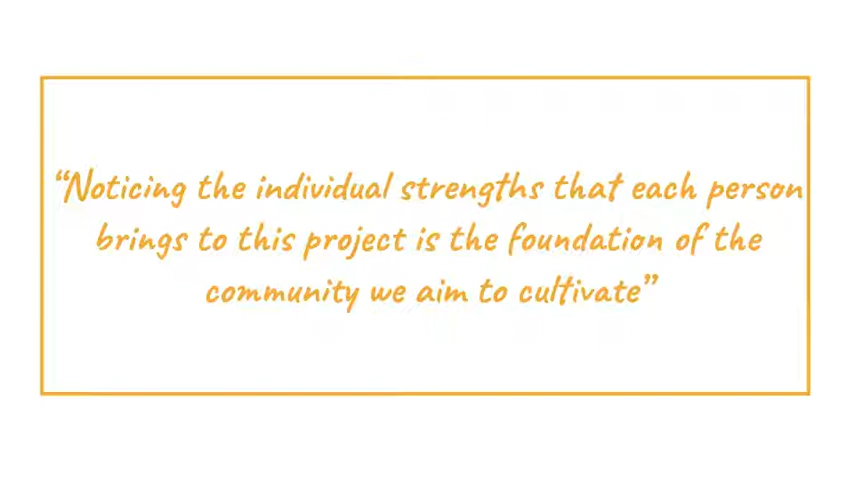 “Noticing the individual strengths that each person
brings to this project is the foundation of the
community we aim to cultivate”